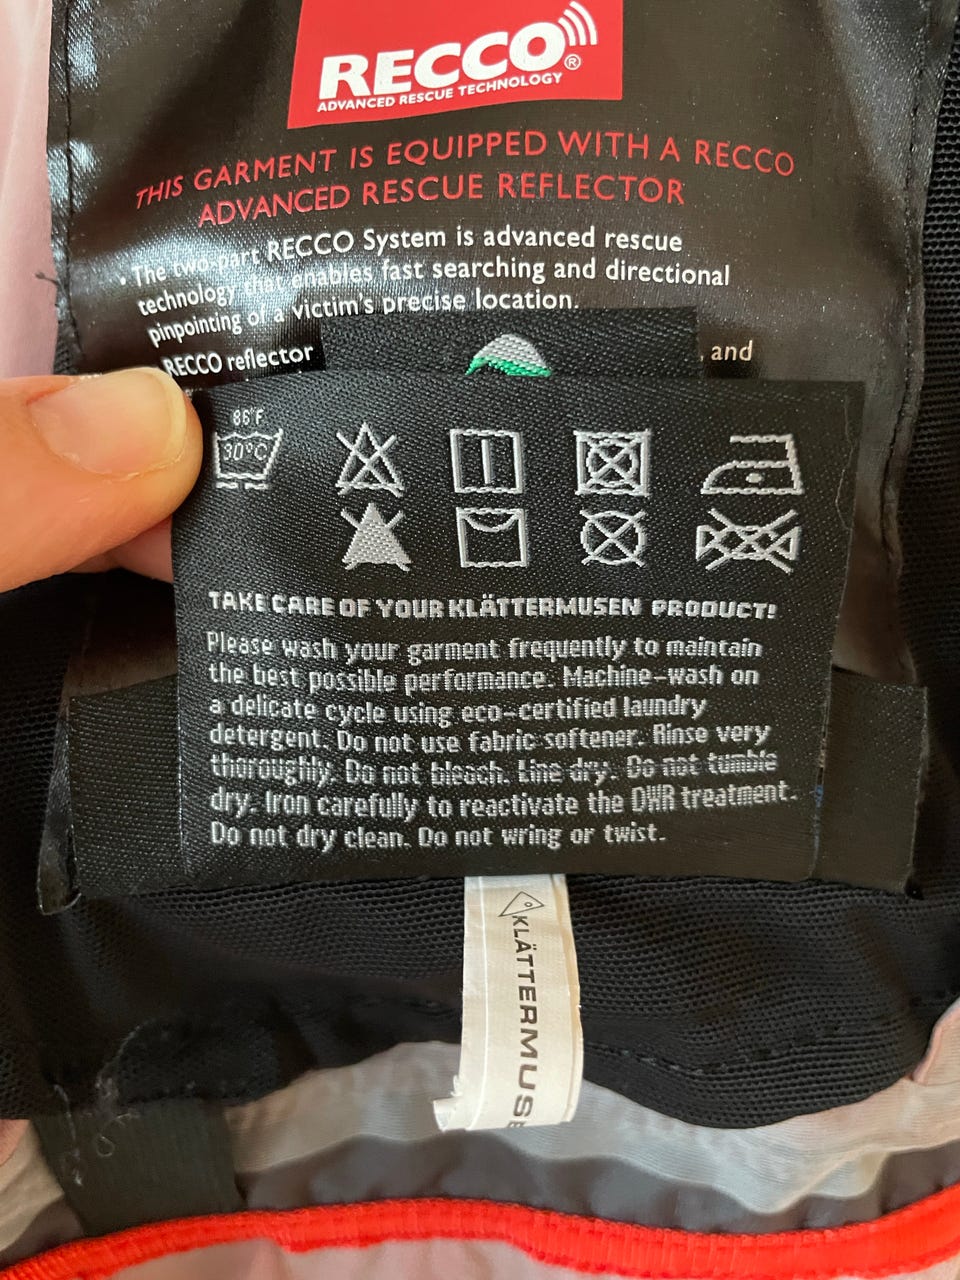 RECCO®
ADVANCED RESCUE TECHNOLOGY
THIS GARMENT IS EQUIPPED WITH A RECCO
ADVANCED RESCUE REFLECTOR
• The two-part RECCO System is advanced rescue
technology that enables fast searching and directional
pinpointing of a victim's precise location.
RECCO reflector , and
86°F
30°C
TAKE CARE OF YOUR KLÄTTERMUSEN PRODUCT!
Please wash your garment frequently to maintain
the best possible performance. Machine-wash on
a delicate cycle using eco-certified laundry
detergent. Do not use fabric softener. Rinse very
thoroughly. Do not bleach. Line dry. Do not tumble
dry. Iron carefully to reactivate the DWR treatment.
Do not dry clean. Do not wring or twist.
KLÄTTERMUSE